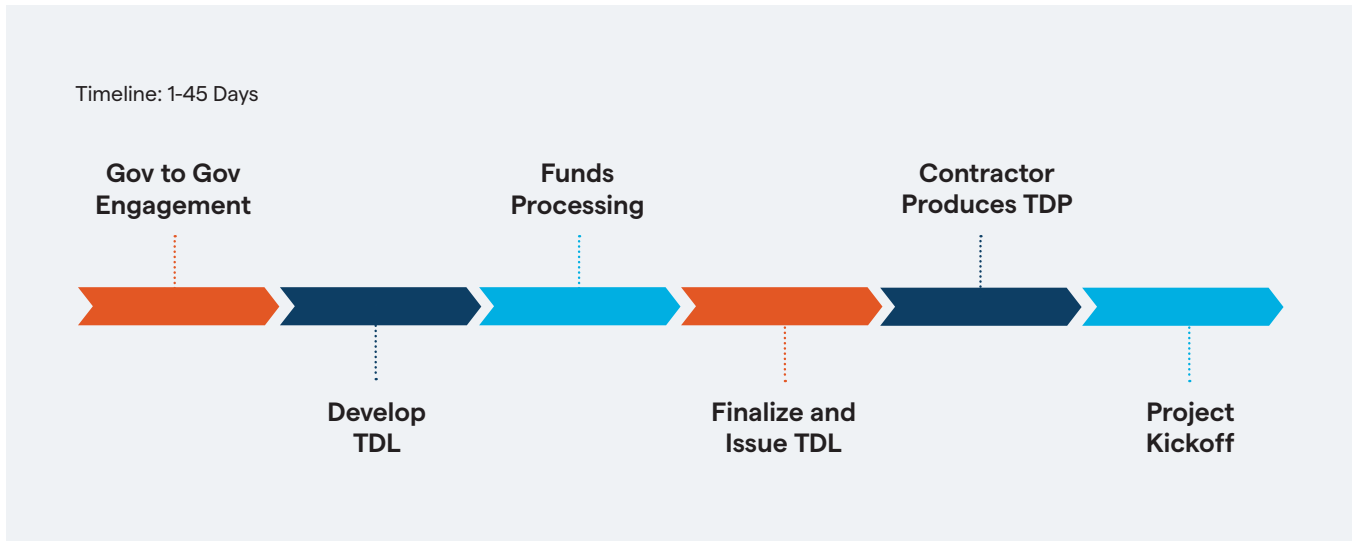 Timeline: 1-45 Days
Gov to Gov
Engagement
Develop
TDL
Funds
Processing
Finalize and
Issue TDL
Contractor
Produces TDP
Project
Kickoff